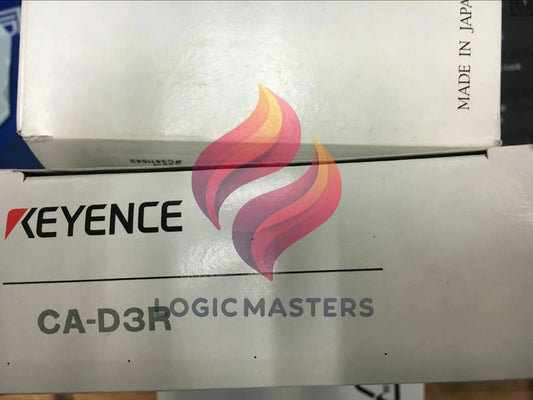 MADE IN JAPAN
KEYENCE
CA-D3R
LOGIC MASTERS